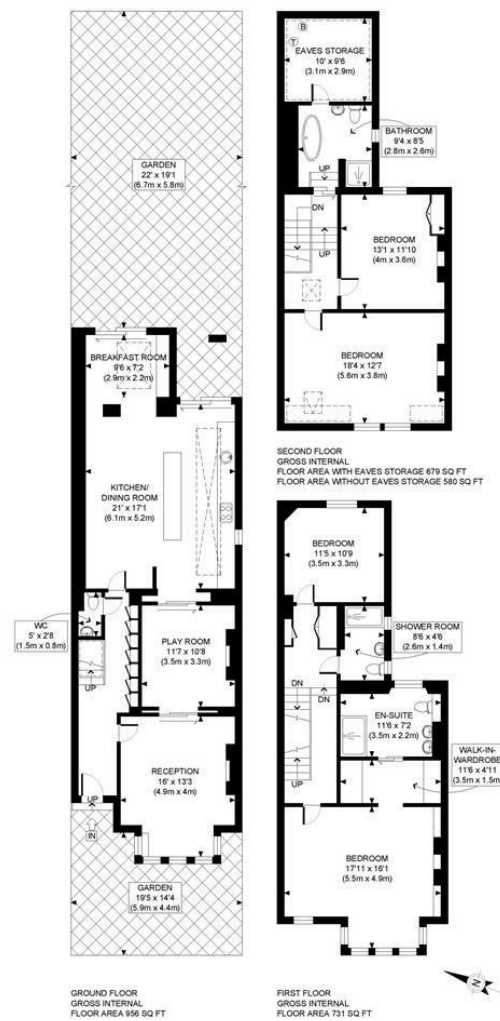 GARDEN
22' x 19'1
(6.7m x 5.8m)
BREAKFAST ROOM
9'6 x 7'2
(2.9m x 2.2m)
KITCHEN/
DINING ROOM
21' x 17'1
(6.1m x 5.2m)
WC
5' x 2'8
(1.5m x 0.8m)
UP
PLAY ROOM
11'7 x 10'8
(3.5m x 3.3m)
RECEPTION
16' x 13'3
(4.9m x 4m)
UP
IN
GARDEN
19'5 x 14'4
(5.9m x 4.4m)
GROUND FLOOR
GROSS INTERNAL
FLOOR AREA 956 SQ FT
B
T
EAVES STORAGE
10' x 9'6
(3.1m x 2.9m)
BATHROOM
9'4 x 8'5
(2.8m x 2.6m)
UP
DN
UP
BEDROOM
13'1 x 11'10
(4m x 3.6m)
BEDROOM
18'4 x 12'7
(5.6m x 3.8m)
SECOND FLOOR
GROSS INTERNAL
FLOOR AREA WITH EAVES STORAGE 679 SQ FT
FLOOR AREA WITHOUT EAVES STORAGE 580 SQ FT
BEDROOM
11'5 x 10'9
(3.5m x 3.3m)
SHOWER ROOM
8'6 x 4'6
(2.6m x 1.4m)
DN
DN
UP
EN-SUITE
11'6 x 7'2
(3.5m x 2.2m)
WALK-IN-
WARDROBE
11'6 x 4'11
(3.5m x 1.5m)
BEDROOM
17'11 x 16'1
(5.5m x 4.9m)
FIRST FLOOR
GROSS INTERNAL
FLOOR AREA 731 SQ FT
N